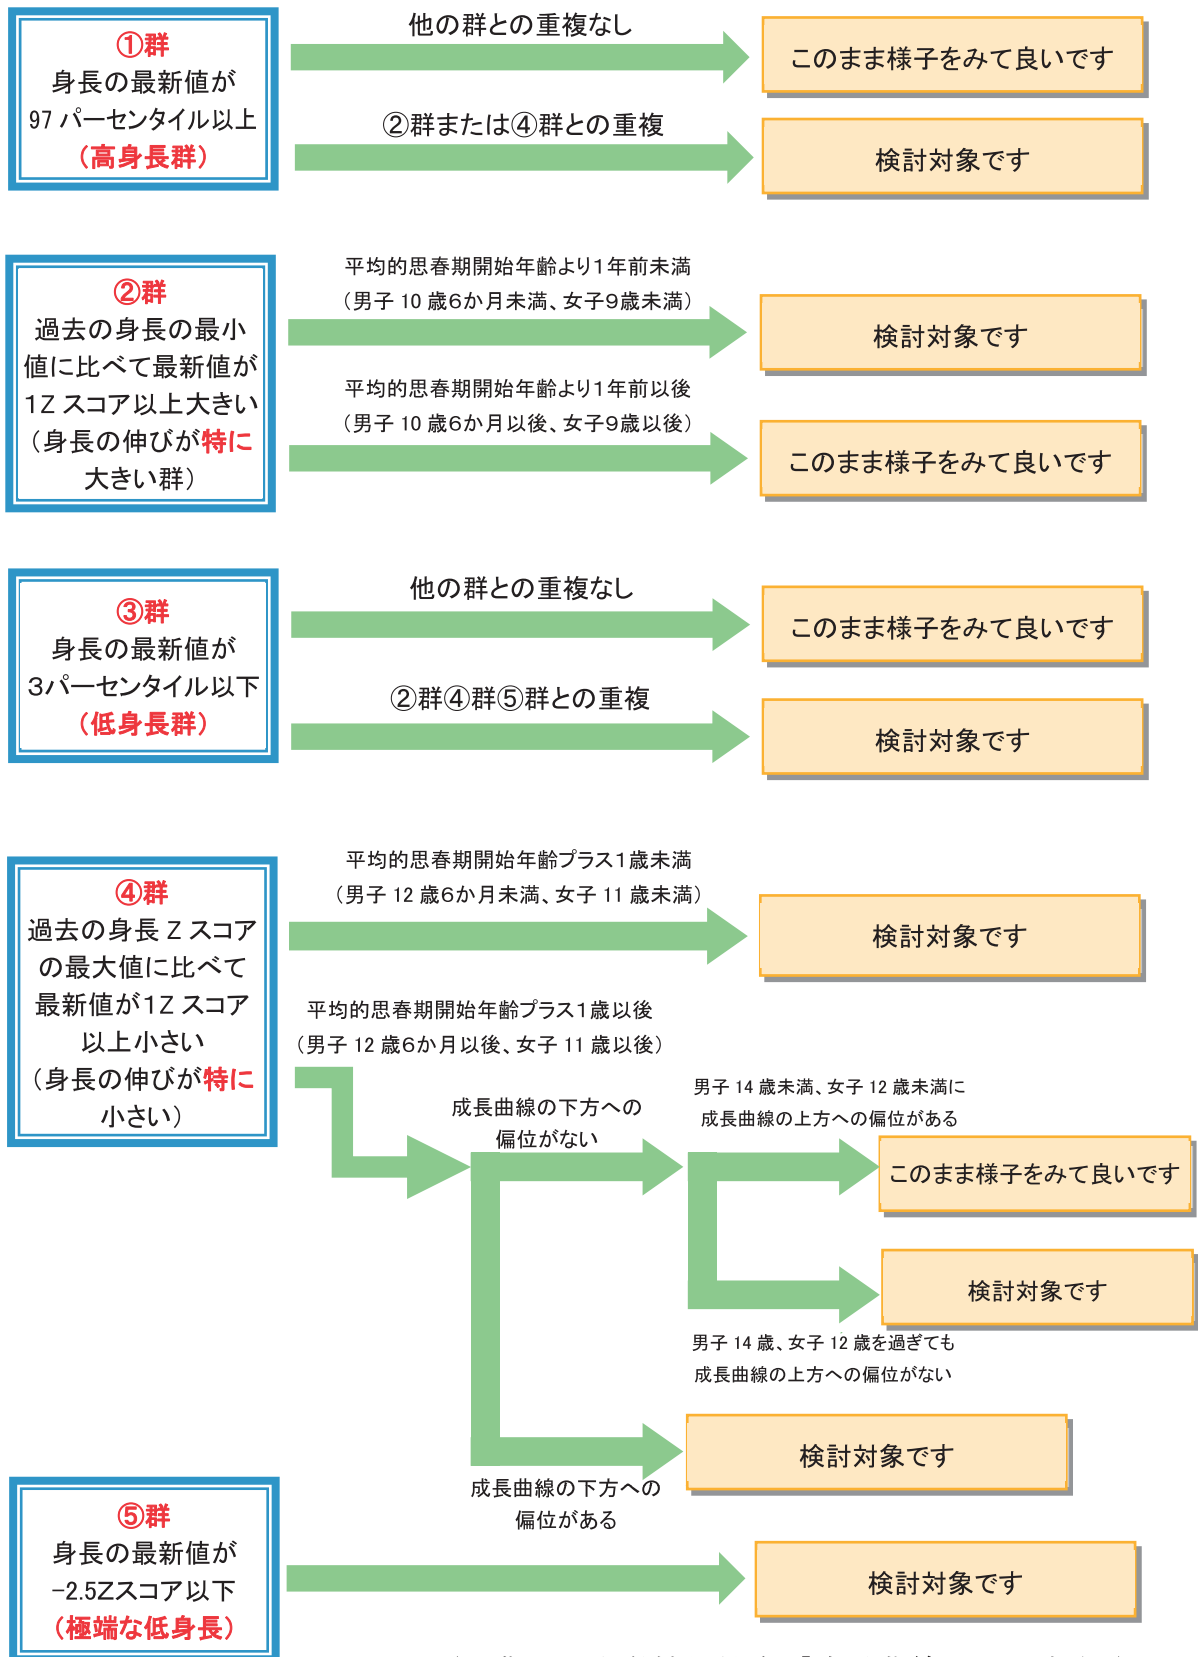 ①群
身長の最新値が
97 パーセンタイル以上
（高身長群）
他の群との重複なし
このまま様子をみて良いです
②群または④群との重複
検討対象です
②群
過去の身長の最小
値に比べて最新値が
1Z スコア以上大きい
（身長の伸びが特に
大きい群）
平均的思春期開始年齢より1年前未満
（男子 10 歳6か月未満、女子9歳未満）
検討対象です
平均的思春期開始年齢より1年前以後
（男子 10 歳6か月以後、女子9歳以後）
このまま様子をみて良いです
③群
身長の最新値が
3パーセンタイル以下
（低身長群）
他の群との重複なし
このまま様子をみて良いです
②群④群⑤群との重複
検討対象です
④群
過去の身長 Z スコア
の最大値に比べて
最新値が1Z スコア
以上小さい
（身長の伸びが特に
小さい）
平均的思春期開始年齢プラス1歳未満
（男子 12 歳6か月未満、女子 11 歳未満）
検討対象です
平均的思春期開始年齢プラス1歳以後
（男子 12 歳6か月以後、女子 11 歳以後）
成長曲線の下方への
偏位がない
男子 14 歳未満、女子 12 歳未満に
成長曲線の上方への偏位がある
このまま様子をみて良いです
検討対象です
男子 14 歳、女子 12 歳を過ぎても
成長曲線の上方への偏位がない
検討対象です
成長曲線の下方への
偏位がある
⑤群
身長の最新値が
-2.5Zスコア以下
（極端な低身長）
検討対象です